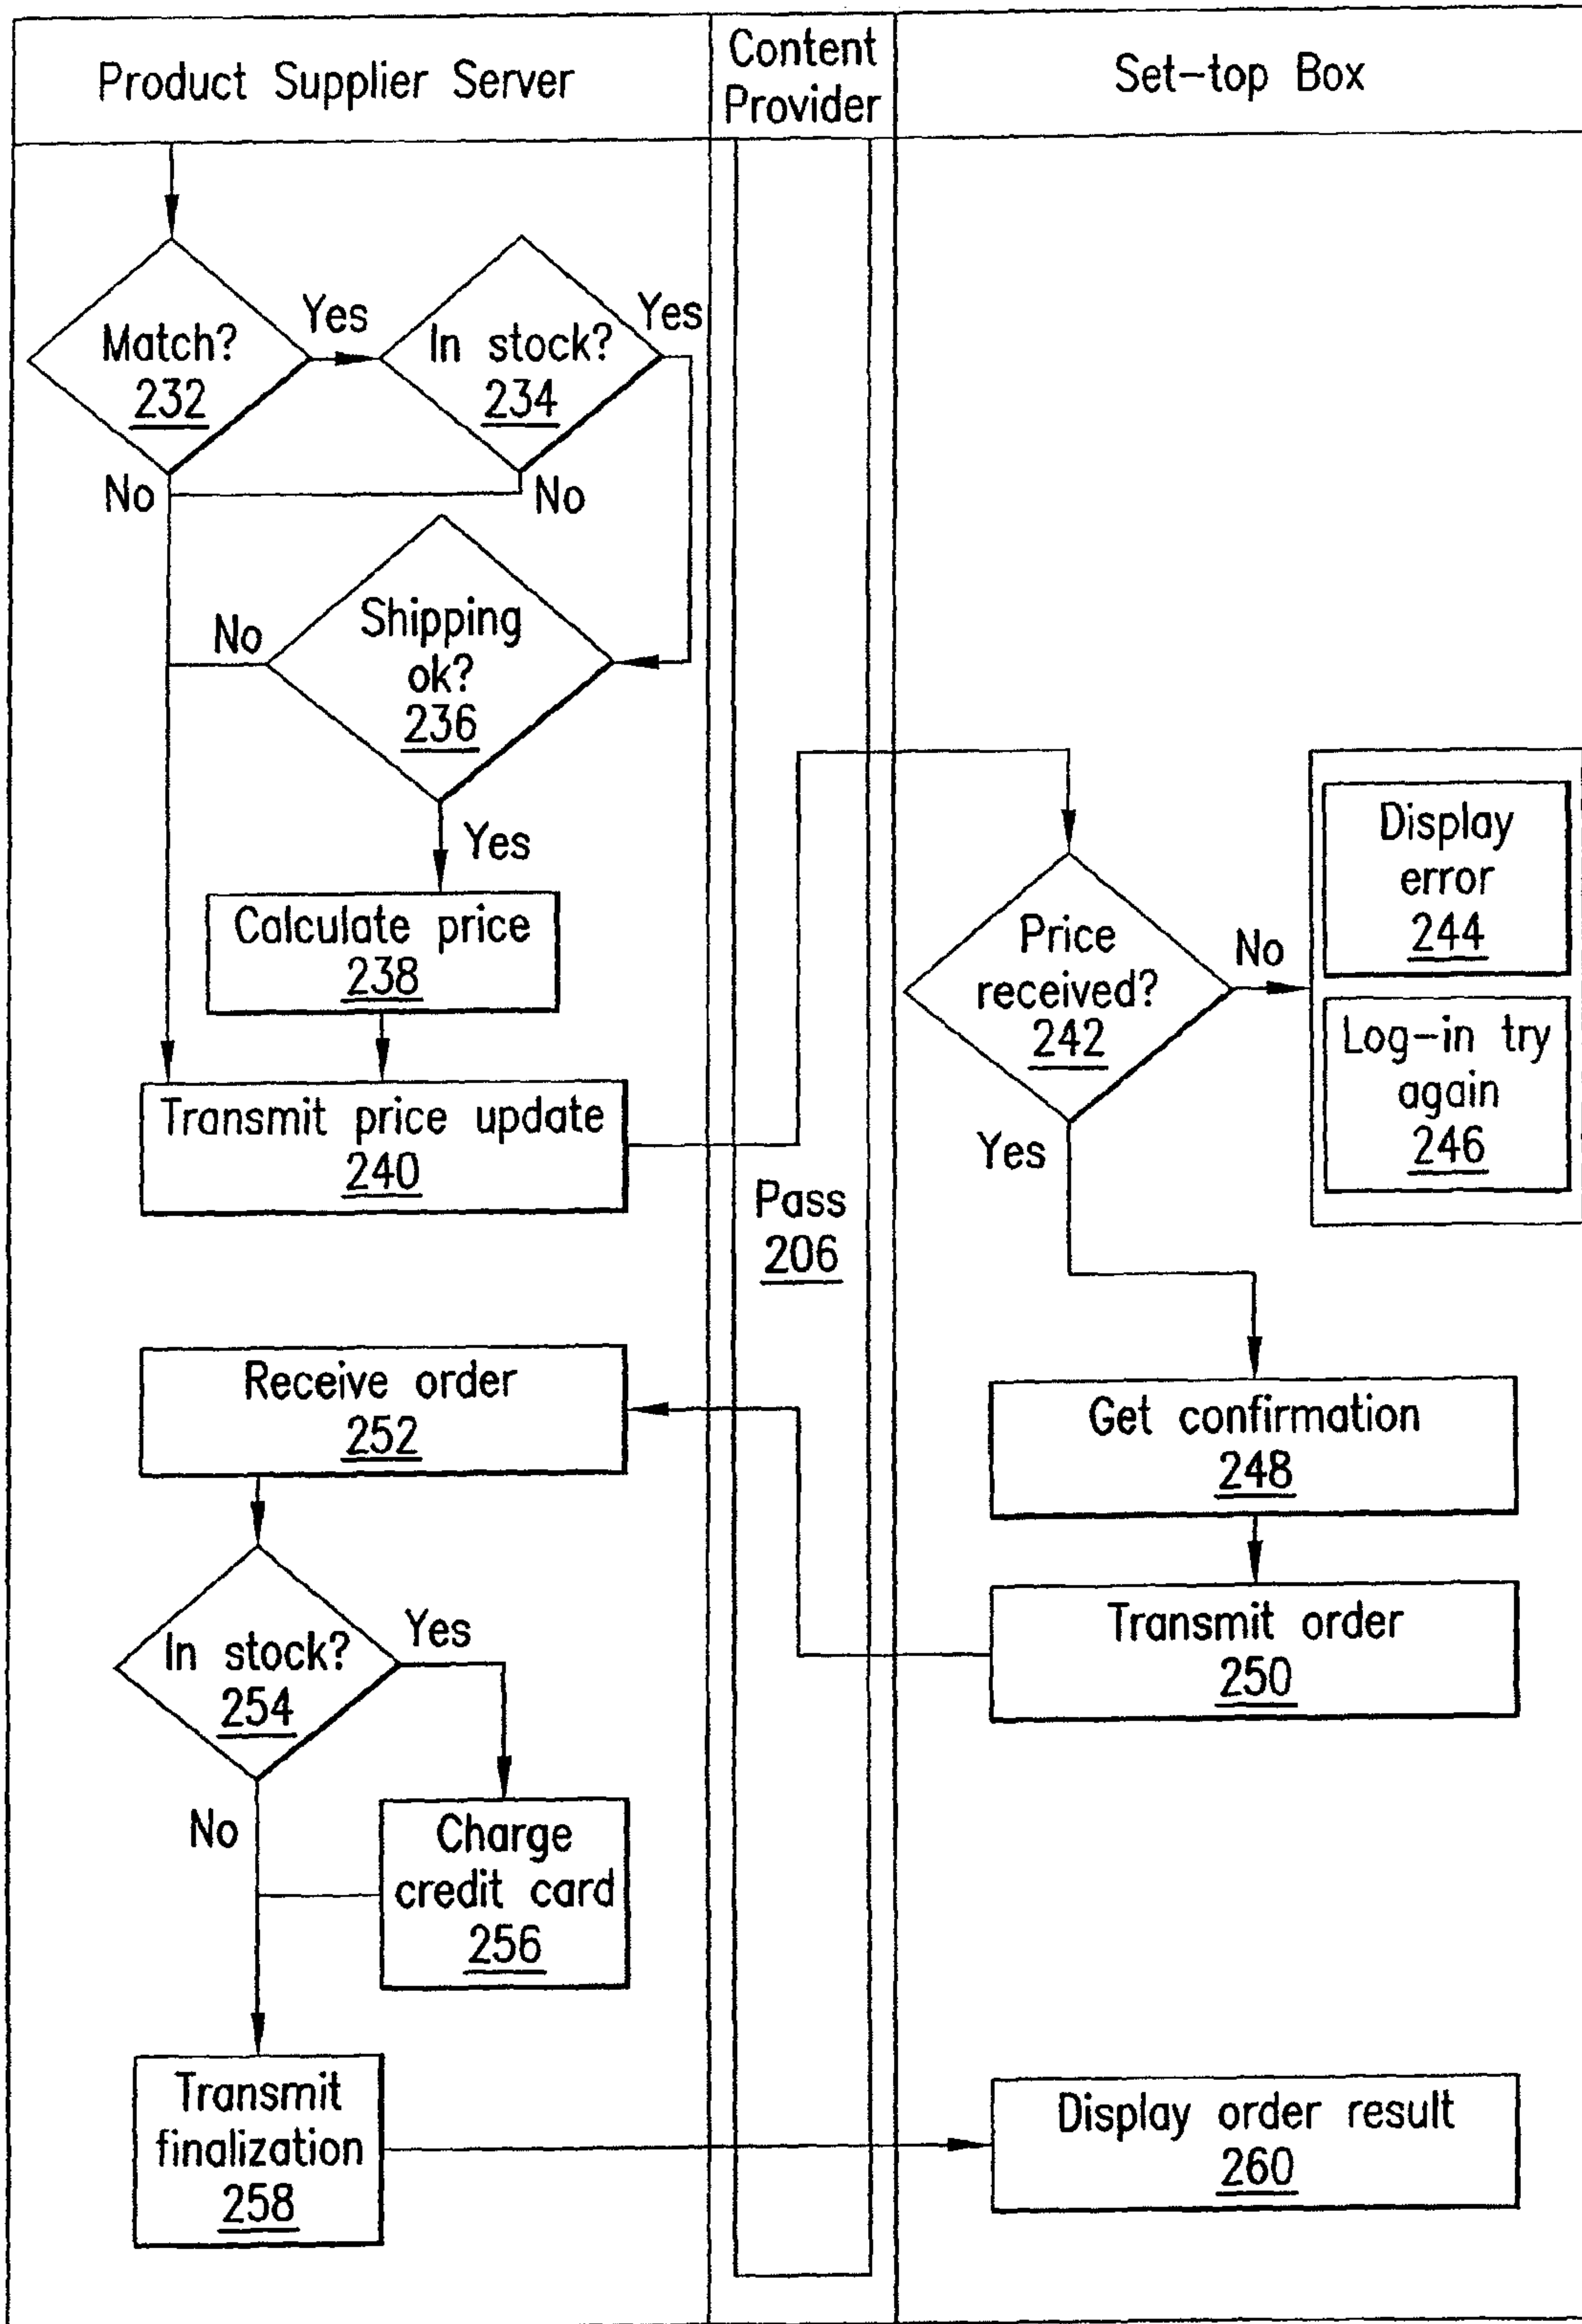 Product Supplier Server
Content
Provider
Set-top Box
Match?
232
Yes
In stock?
234
Yes
No
No
Shipping
ok?
236
No
Yes
Calculate price
238
Transmit price update
240
Pass
206
Price
received?
242
No
Yes
Display
error
244
Log-in try
again
246
Get confirmation
248
Transmit order
250
Receive order
252
In stock?
254
Yes
No
Charge
credit card
256
Transmit
finalization
258
Display order result
260